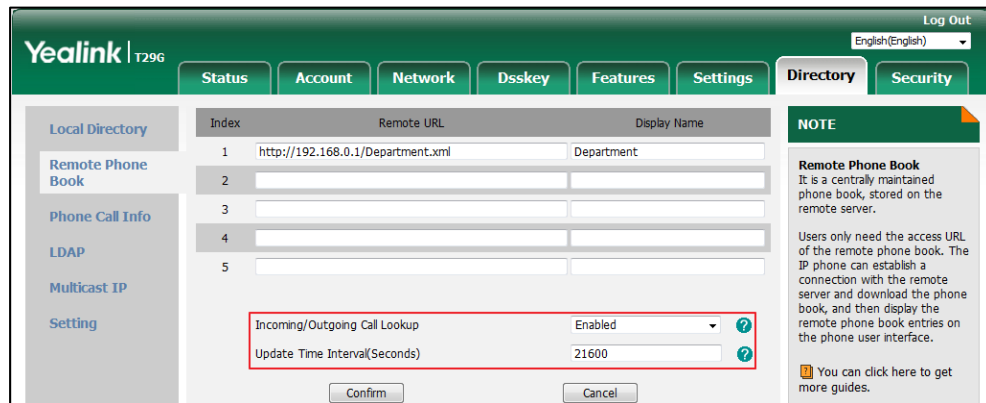 Log Out
Yealink | T29G
English(English)
Status Account Network Dsskey Features Settings Directory Security
Local Directory
Remote Phone
Book
Phone Call Info
LDAP
Multicast IP
Setting
Index Remote URL Display Name
1 http://192.168.0.1/Department.xml Department
2
3
4
5
Incoming/Outgoing Call Lookup Enabled ?
Update Time Interval(Seconds) 21600 ?
Confirm Cancel
NOTE
Remote Phone Book
It is a centrally maintained
phone book, stored on the
remote server.
Users only need the access URL
of the remote phone book. The
IP phone can establish a
connection with the remote
server and download the phone
book, and then display the
remote phone book entries on
the phone user interface.
? You can click here to get
more guides.